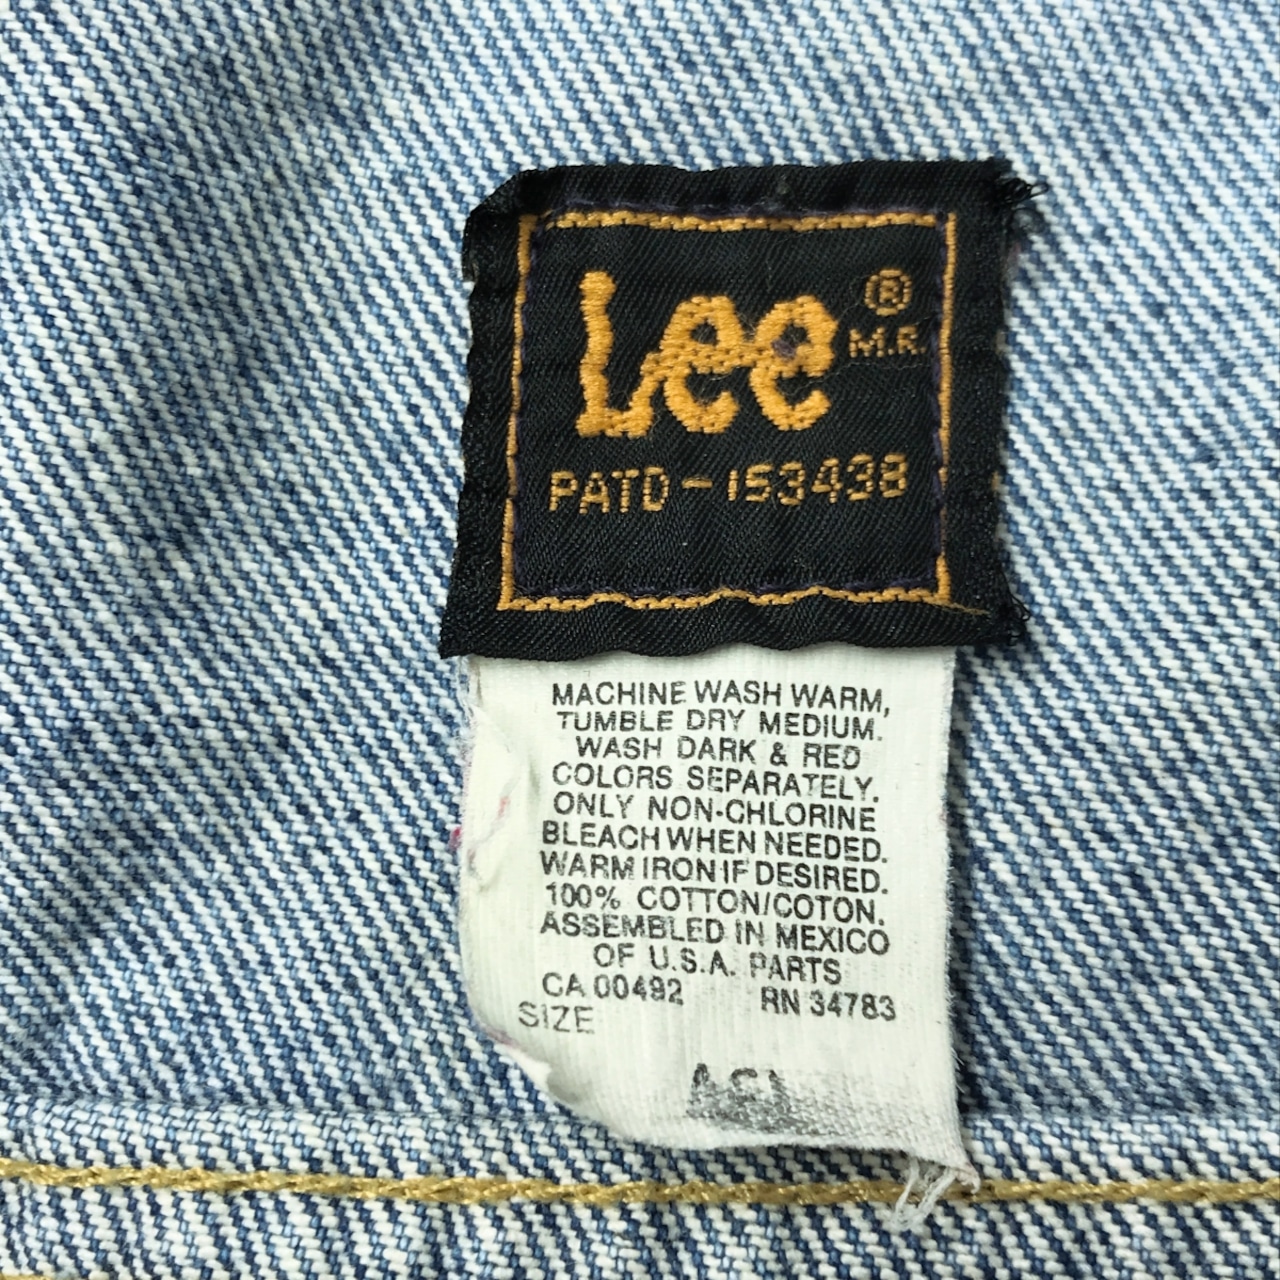 Lee ®
M.R.
PATD-153438
MACHINE WASH WARM,
TUMBLE DRY MEDIUM.
WASH DARK & RED
COLORS SEPARATELY.
ONLY NON-CHLORINE
BLEACH WHEN NEEDED.
WARM IRON IF DESIRED.
100% COTTON/COTON.
ASSEMBLED IN MEXICO
OF U.S.A. PARTS
CA 00492 RN 34783
SIZE